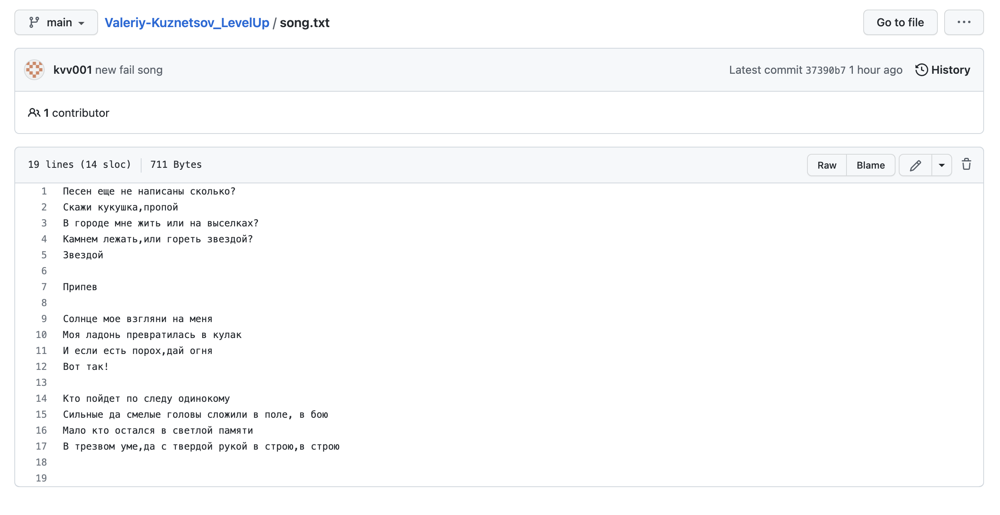 main Valeriy-Kuznetsov_LevelUp / song.txt Go to file ...
kvv001 new fail song Latest commit 37390b7 1 hour ago History
1 contributor
19 lines (14 sloc) 711 Bytes Raw Blame
1 Песен еще не написаны сколько?
2 Скажи кукушка,пропой
3 В городе мне жить или на выселках?
4 Камнем лежать,или гореть звездой?
5 Звездой
6
7 Припев
8
9 Солнце мое взгляни на меня
10 Моя ладонь превратилась в кулак
11 И если есть порох,дай огня
12 Вот так!
13
14 Кто пойдет по следу одинокому
15 Сильные да смелые головы сложили в поле, в бою
16 Мало кто остался в светлой памяти
17 В трезвом уме,да с твердой рукой в строю,в строю
18
19